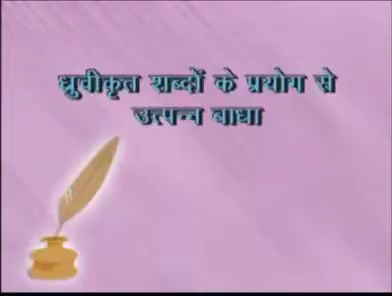 ध्रुवीकृत शब्दों के प्रयोग से
उत्पन्न बाधा